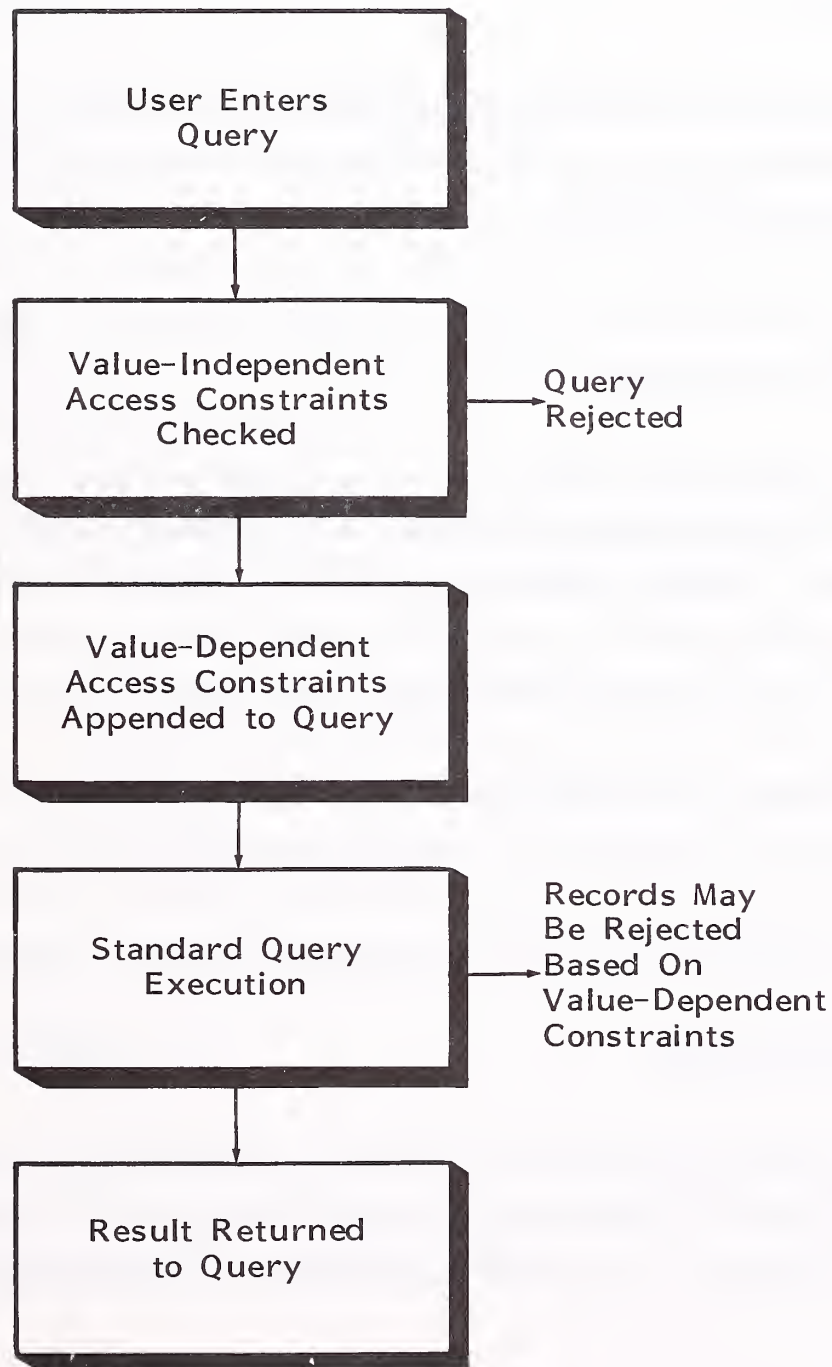 User Enters
Query
Value-Independent
Access Constraints
Checked
Query
Rejected
Value-Dependent
Access Constraints
Appended to Query
Standard Query
Execution
Records May
Be Rejected
Based On
Value-Dependent
Constraints
Result Returned
to Query